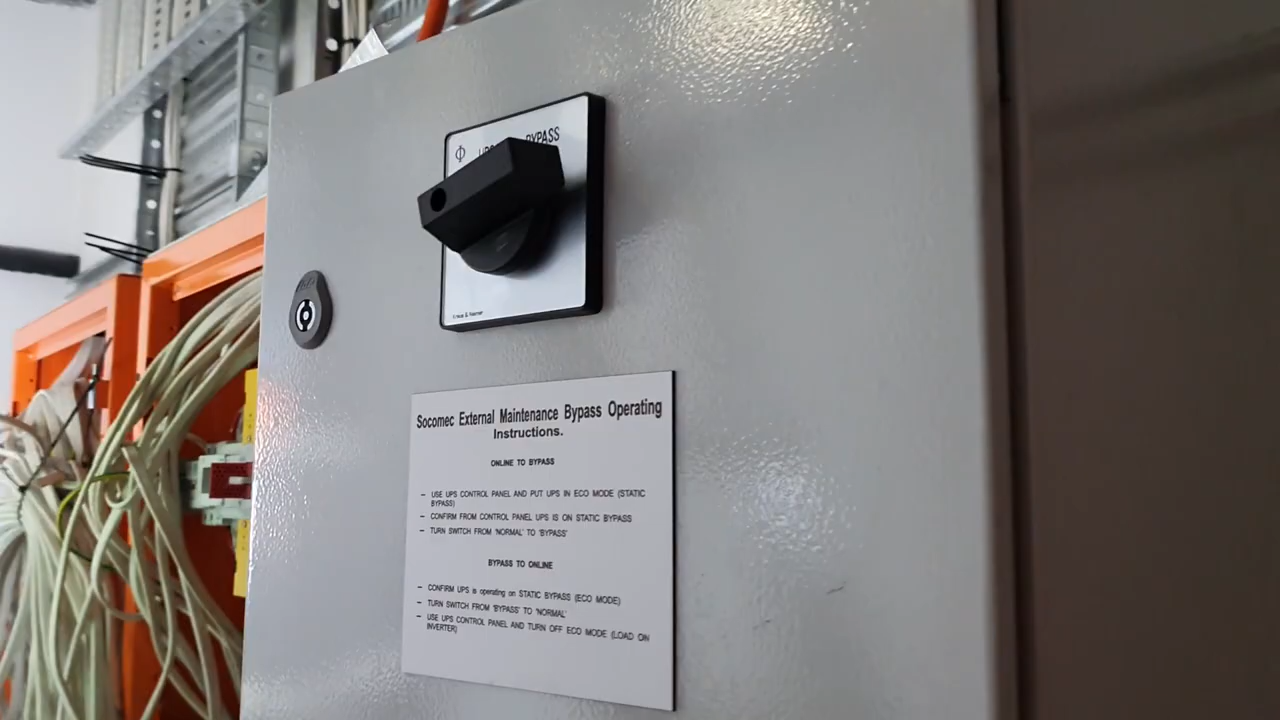 BYPASS
Socomec External Maintenance Bypass Operating
Instructions.
ONLINE TO BYPASS
– USE UPS CONTROL PANEL AND PUT UPS IN ECO MODE (STATIC
BYPASS)
– CONFIRM FROM CONTROL PANEL UPS IS ON STATIC BYPASS
– TURN SWITCH FROM 'NORMAL' TO 'BYPASS'
BYPASS TO ONLINE
– CONFIRM UPS is operating on STATIC BYPASS (ECO MODE)
– TURN SWITCH FROM 'BYPASS' TO 'NORMAL'
– USE UPS CONTROL PANEL AND TURN OFF ECO MODE (LOAD ON
INVERTER)